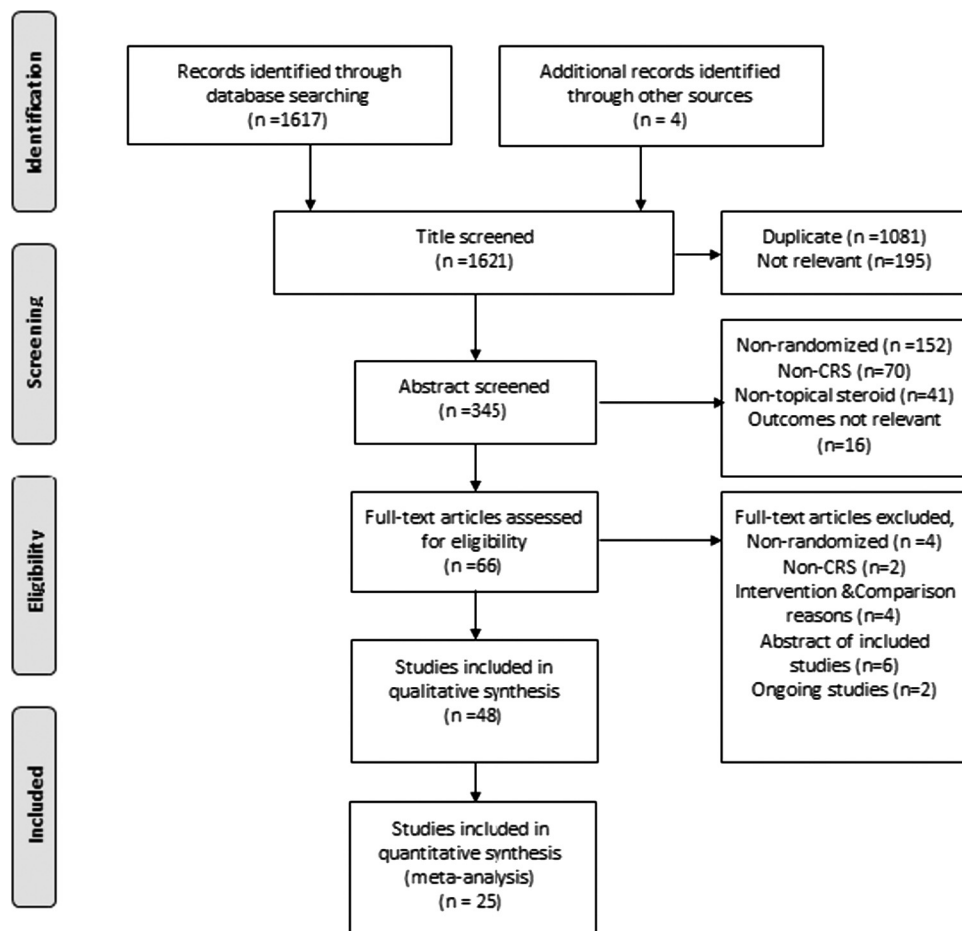 Identification
Records identified through
database searching
(n =1617)
Additional records identified
through other sources
(n = 4)
Title screened
(n =1621)
Duplicate (n =1081)
Not relevant (n=195)
Screening
Abstract screened
(n =345)
Non-randomized (n =152)
Non-CRS (n=70)
Non-topical steroid (n=41)
Outcomes not relevant
(n=16)
Eligibility
Full-text articles assessed
for eligibility
(n =66)
Full-text articles excluded,
Non-randomized (n =4)
Non-CRS (n=2)
Intervention &Comparison
reasons (n=4)
Abstract of included
studies (n=6)
Ongoing studies (n=2)
Studies included in
qualitative synthesis
(n =48)
Included
Studies included in
quantitative synthesis
(meta-analysis)
(n = 25)